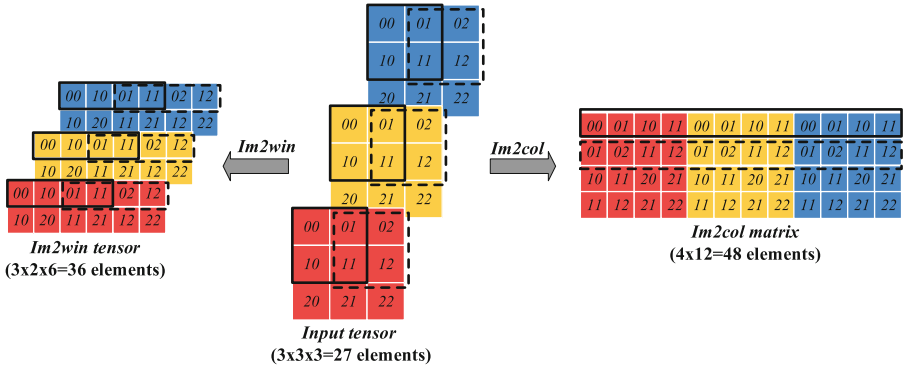 00 10 01 11 02 12
10 20 11 21 12 22
00 10 01 11 02 12
10 20 11 21 12 22
00 10 01 11 02 12
10 20 11 21 12 22
Im2win tensor
(3x2x6=36 elements)
Im2win
00 01 02
10 11 12
20 21 22
00 01 02
10 11 12
20 21 22
00 01 02
10 11 12
20 21 22
Input tensor
(3x3x3=27 elements)
Im2col
00 01 10 11 00 01 10 11 00 01 10 11
01 02 11 12 01 02 11 12 01 02 11 12
10 11 20 21 10 11 20 21 10 11 20 21
11 12 21 22 11 12 21 22 11 12 21 22
Im2col matrix
(4x12=48 elements)